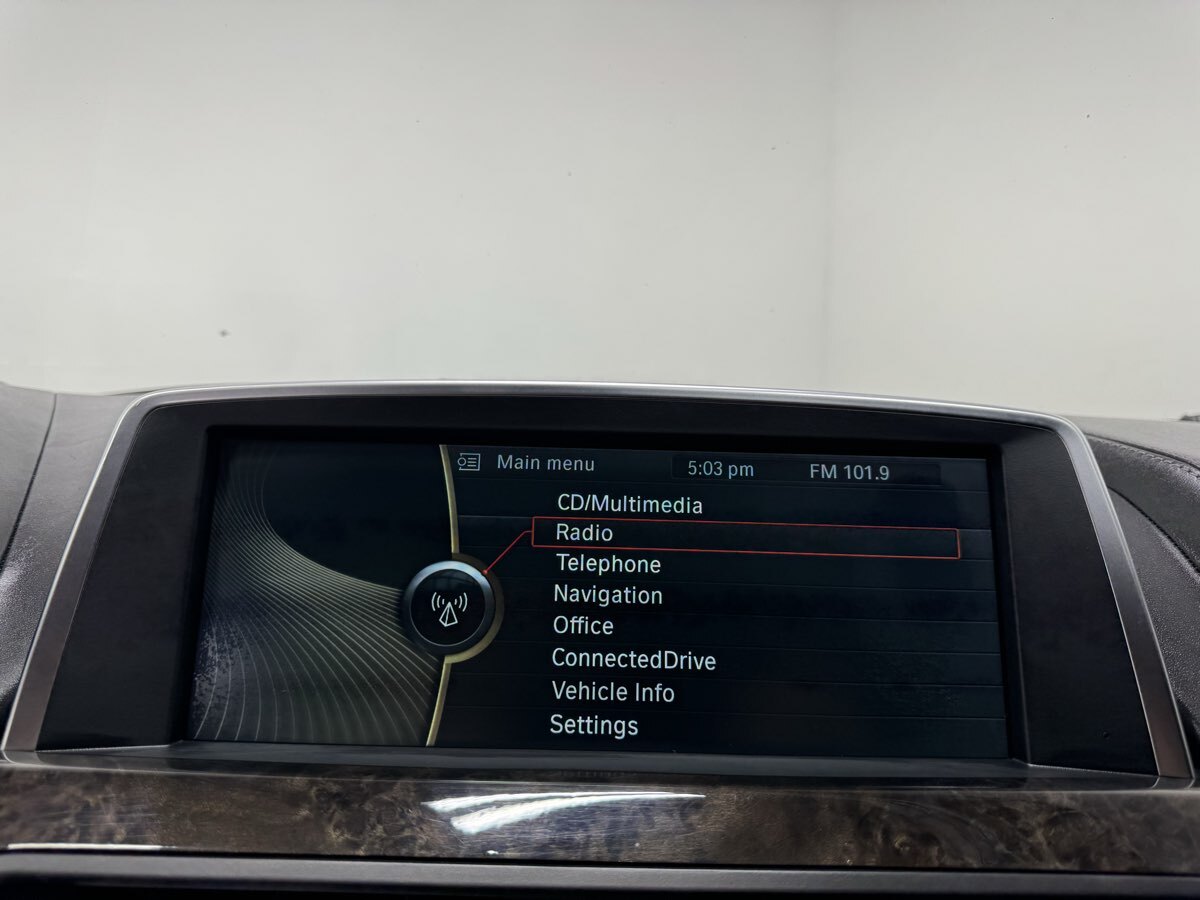 Main menu 5:03 pm FM 101.9
CD/Multimedia
Radio
Telephone
Navigation
Office
ConnectedDrive
Vehicle Info
Settings